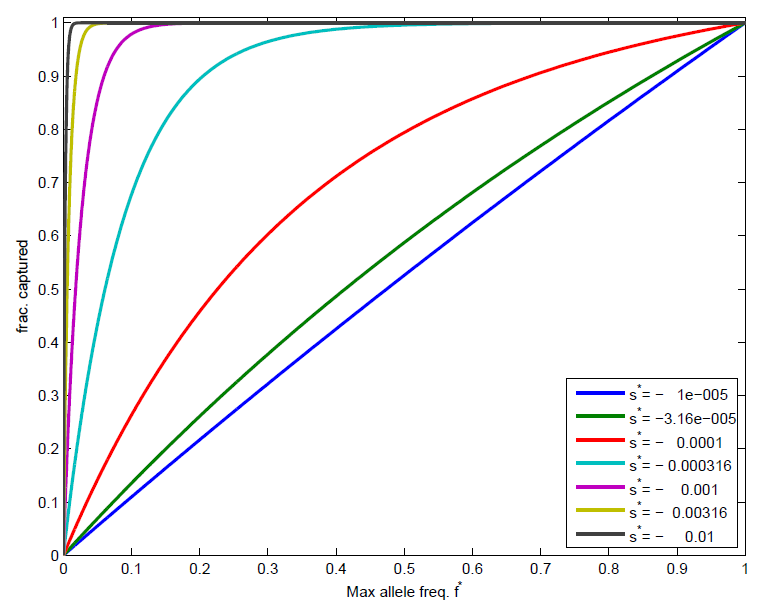 frac. captured
1
0.9
0.8
0.7
0.6
0.5
0.4
0.3
0.2
0.1
0
0 0.1 0.2 0.3 0.4 0.5 0.6 0.7 0.8 0.9 1
Max allele freq. f*
s*= − 1e−005
s*= −3.16e−005
s*= − 0.0001
s*= − 0.000316
s*= − 0.001
s*= − 0.00316
s*= − 0.01